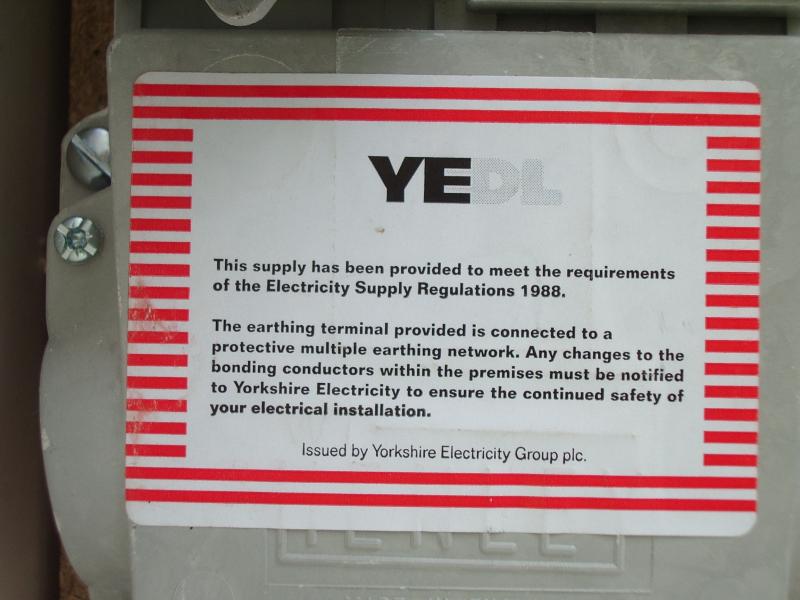 YEDL
This supply has been provided to meet the requirements
of the Electricity Supply Regulations 1988.
The earthing terminal provided is connected to a
protective multiple earthing network. Any changes to the
bonding conductors within the premises must be notified
to Yorkshire Electricity to ensure the continued safety of
your electrical installation.
Issued by Yorkshire Electricity Group plc.